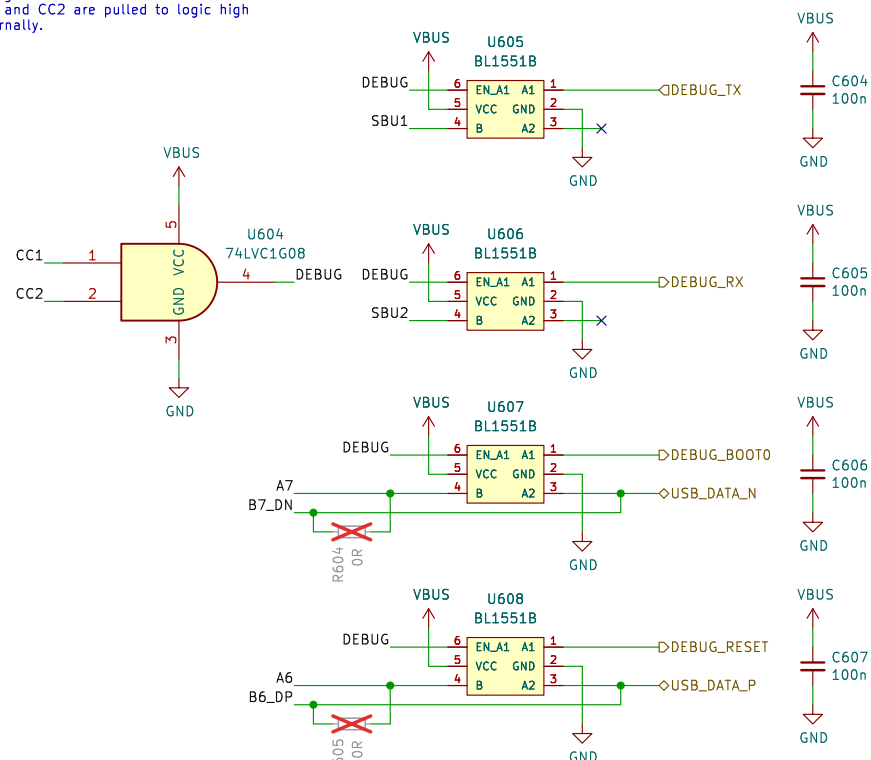 and CC2 are pulled to logic high
rnally.
VBUS
U605
BL1551B
DEBUG
6
EN_A1
A1
1
DEBUG_TX
5
VCC
GND
2
SBU1
4
B
A2
3
GND
VBUS
C604
100n
GND
VBUS
5
U604
74LVC1G08
CC1
1
VCC
4
DEBUG
CC2
2
GND
3
GND
VBUS
U606
BL1551B
DEBUG
6
EN_A1
A1
1
DEBUG_RX
5
VCC
GND
2
SBU2
4
B
A2
3
GND
VBUS
C605
100n
GND
VBUS
U607
BL1551B
DEBUG
6
EN_A1
A1
1
DEBUG_BOOT0
5
VCC
GND
2
A7
4
B
A2
3
USB_DATA_N
B7_DN
R604
0R
GND
VBUS
C606
100n
GND
VBUS
U608
BL1551B
DEBUG
6
EN_A1
A1
1
DEBUG_RESET
5
VCC
GND
2
A6
4
B
A2
3
USB_DATA_P
B6_DP
605
0R
GND
VBUS
C607
100n
GND